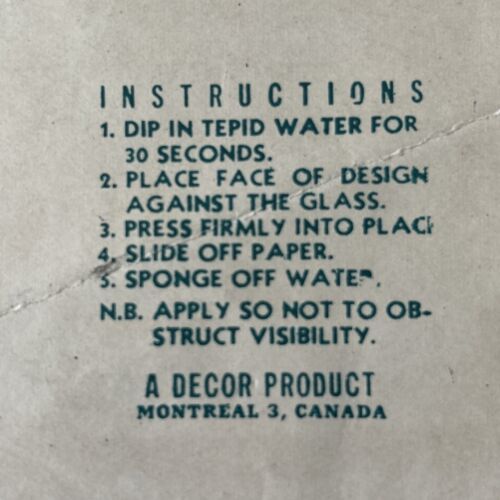 INSTRUCTIONS
1. DIP IN TEPID WATER FOR
30 SECONDS.
2. PLACE FACE OF DESIGN
AGAINST THE GLASS.
3. PRESS FIRMLY INTO PLACE
4. SLIDE OFF PAPER.
5. SPONGE OFF WATER.
N.B. APPLY SO NOT TO OB-
STRUCT VISIBILITY.
A DECOR PRODUCT
MONTREAL 3, CANADA